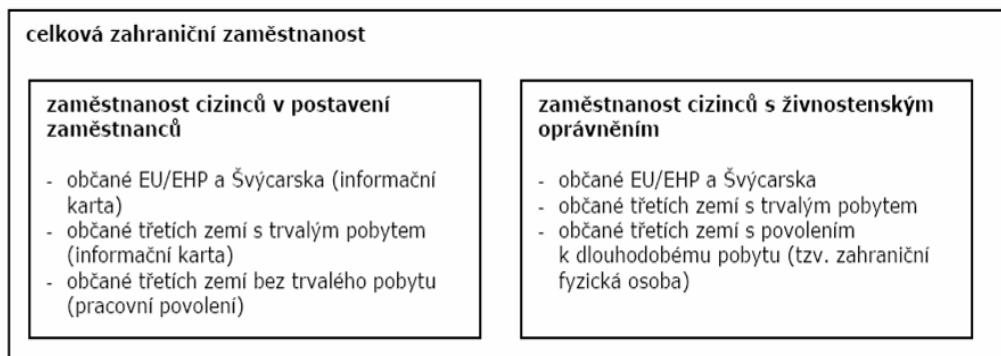 celková zahraniční zaměstnanost
zaměstnanost cizinců v postavení
zaměstnanců
- občané EU/EHP a Švýcarska (informační
karta)
- občané třetích zemí s trvalým pobytem
(informační karta)
- občané třetích zemí bez trvalého pobytu
(pracovní povolení)
zaměstnanost cizinců s živnostenským
oprávněním
- občané EU/EHP a Švýcarska
- občané třetích zemí s trvalým pobytem
- občané třetích zemí s povolením
k dlouhodobému pobytu (tzv. zahraniční
fyzická osoba)